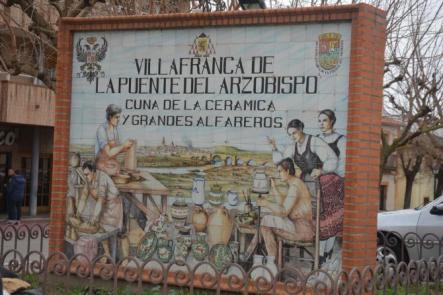 VILLAFRANCA DE
LA PUENTE DEL ARZOBISPO
CUNA DE LA CERAMICA
Y GRANDES ALFAREROS